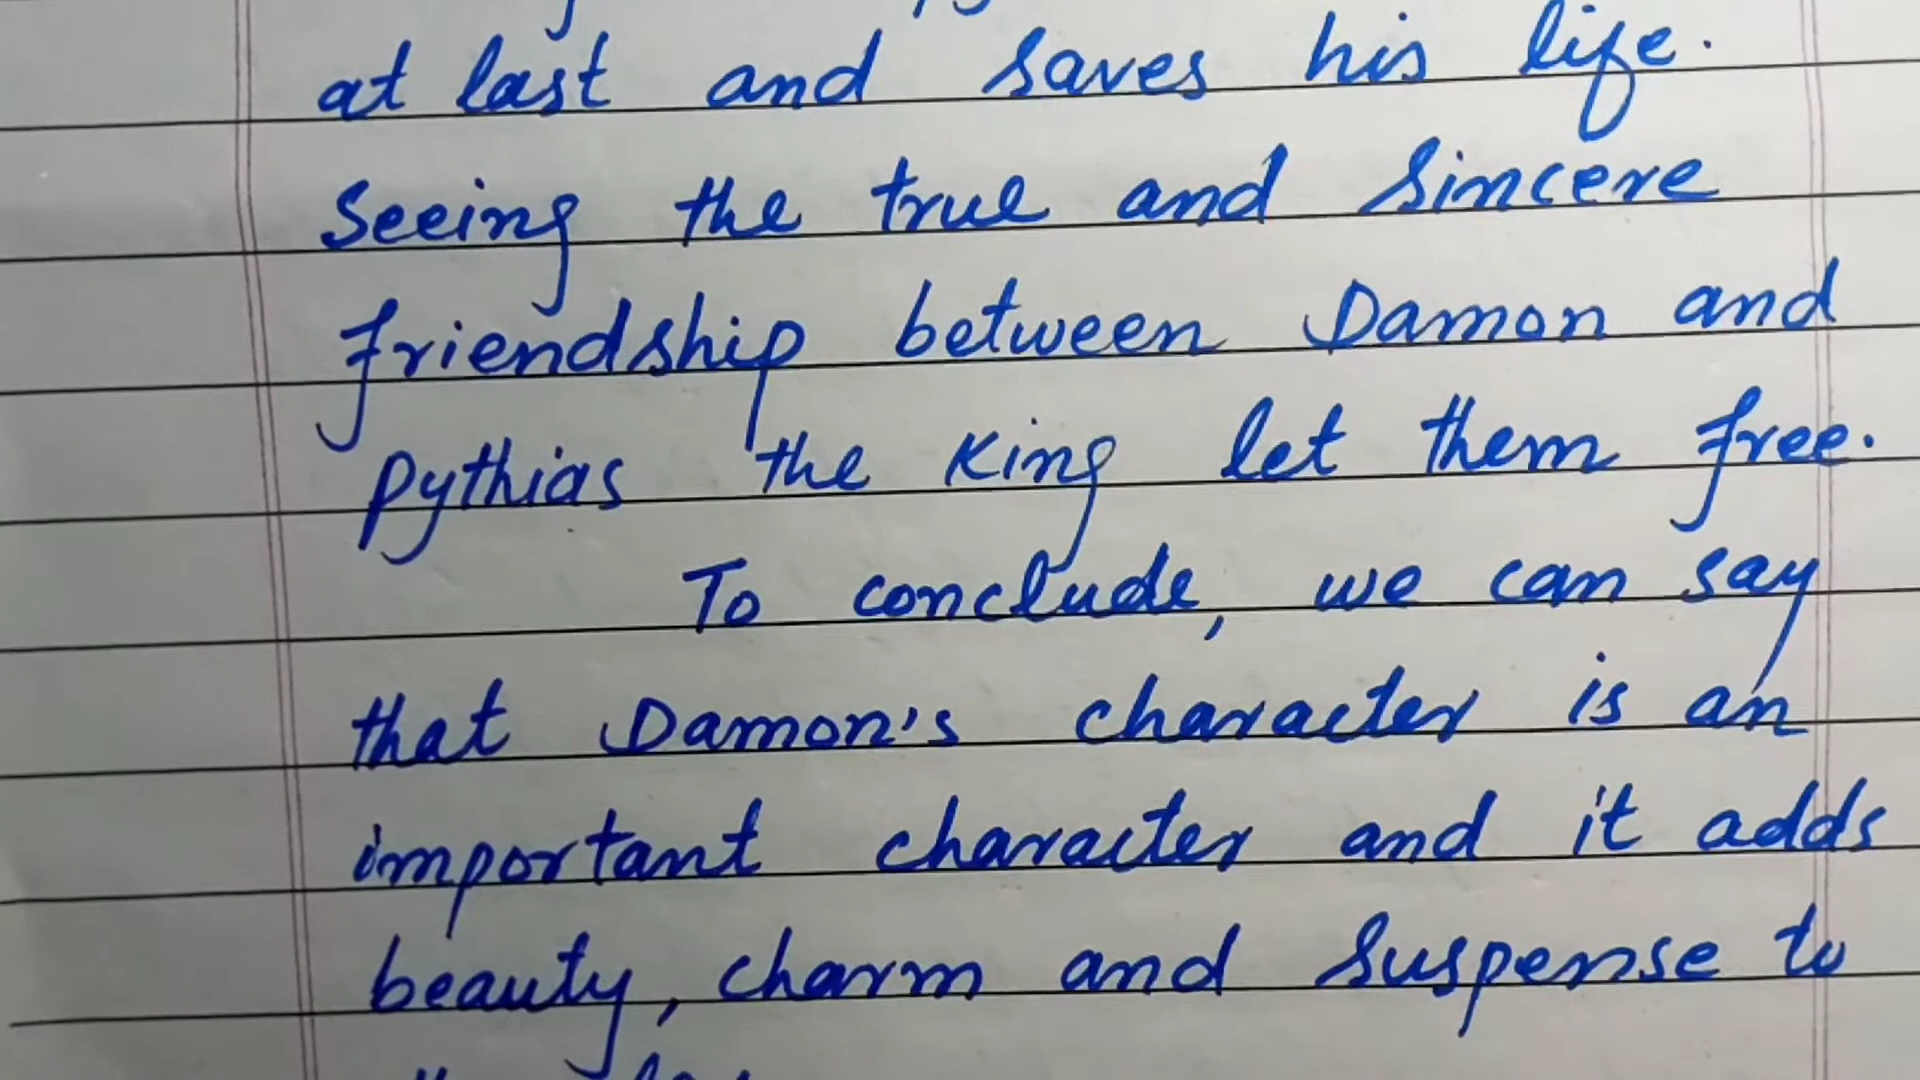 at last and saves his life.
Seeing the true and sincere
friendship between Damon and
Pythias the King let them free.
To conclude, we can say
that Damon's character is an
important character and it adds
beauty, charm and suspense to